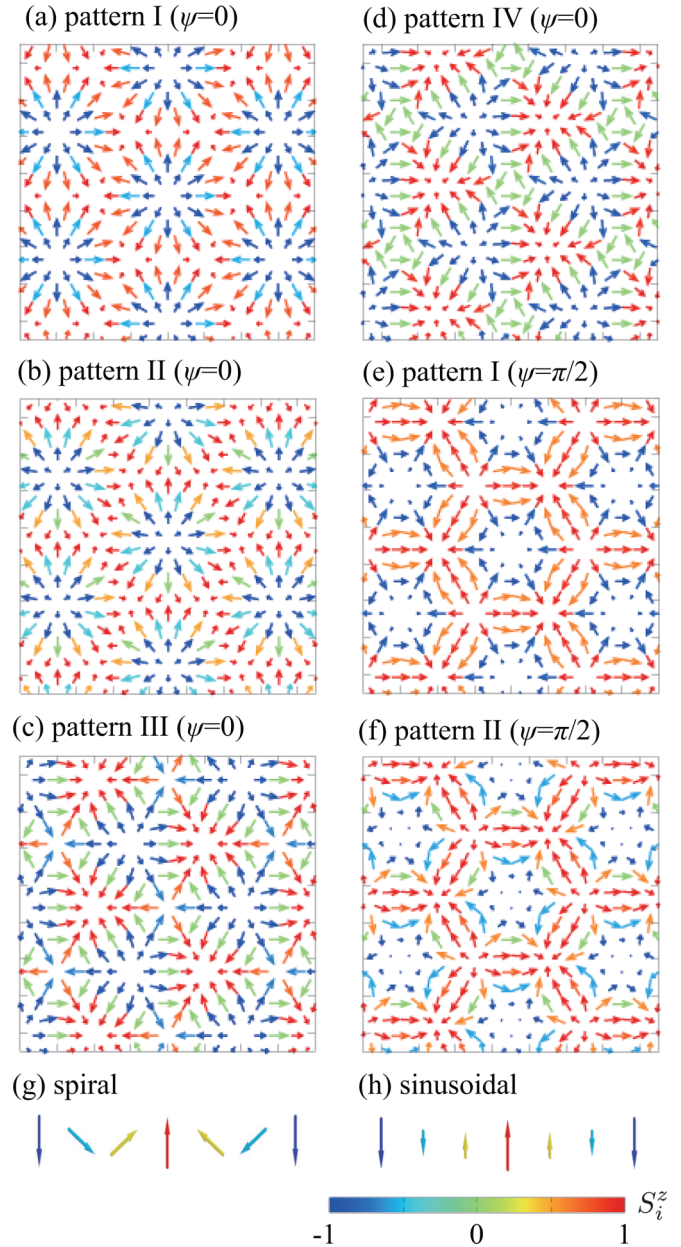 (a) pattern I (ψ=0)
(d) pattern IV (ψ=0)
(b) pattern II (ψ=0)
(e) pattern I (ψ=π/2)
(c) pattern III (ψ=0)
(f) pattern II (ψ=π/2)
(g) spiral
(h) sinusoidal
S_i^z
-1 0 1